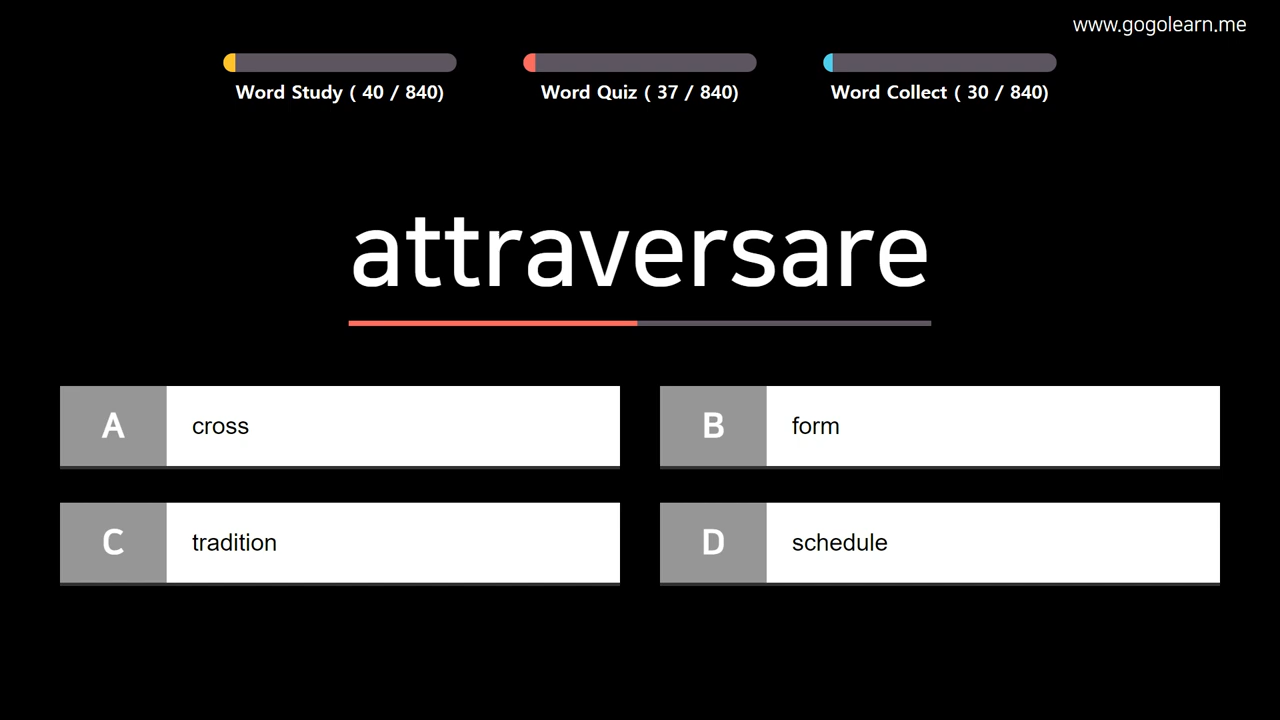 www.gogolearn.me
Word Study ( 40 / 840)
Word Quiz ( 37 / 840)
Word Collect ( 30 / 840)
attraversare
A cross
B form
C tradition
D schedule